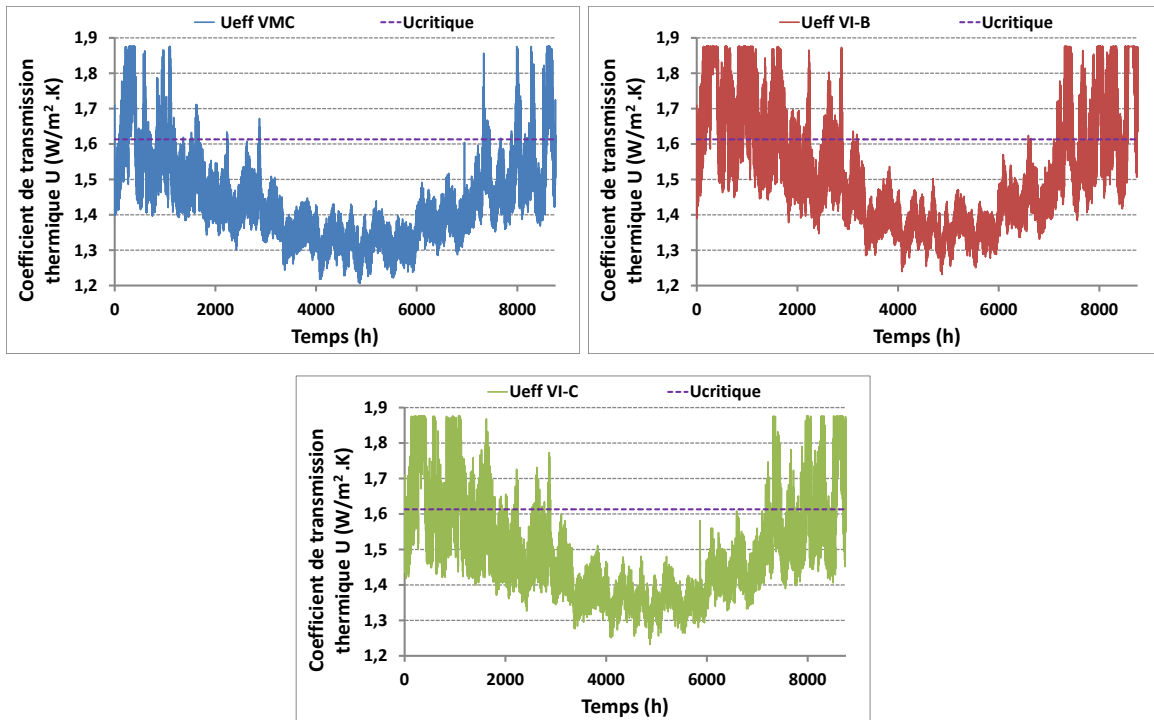 Ueff VMC
Ucritique
Coefficient de transmission
thermique U (W/m² .K)
1,9
1,8
1,7
1,6
1,5
1,4
1,3
1,2
0
2000
4000
6000
8000
Temps (h)
Ueff VI-B
Ucritique
Coefficient de transmission
thermique U (W/m² .K)
1,9
1,8
1,7
1,6
1,5
1,4
1,3
1,2
0
2000
4000
6000
8000
Temps (h)
Ueff VI-C
Ucritique
Coefficient de transmission
thermique U (W/m² .K)
1,9
1,8
1,7
1,6
1,5
1,4
1,3
1,2
0
2000
4000
6000
8000
Temps (h)